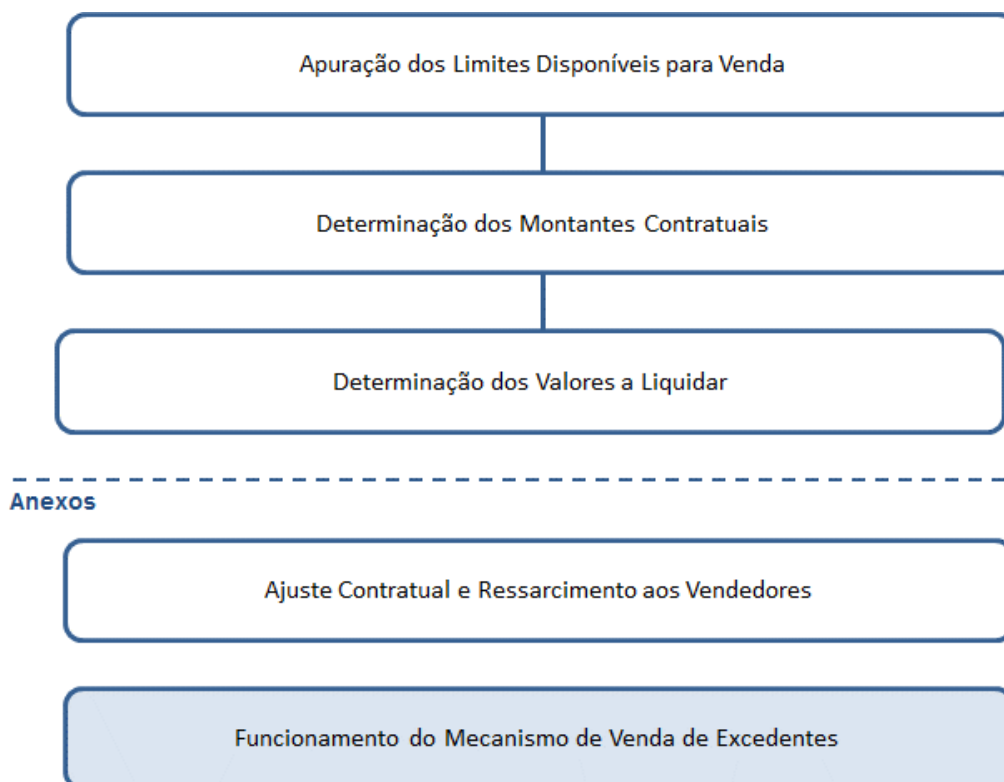 Apuração dos Limites Disponíveis para Venda
Determinação dos Montantes Contratuais
Determinação dos Valores a Liquidar
Anexos
Ajuste Contratual e Ressarcimento aos Vendedores
Funcionamento do Mecanismo de Venda de Excedentes